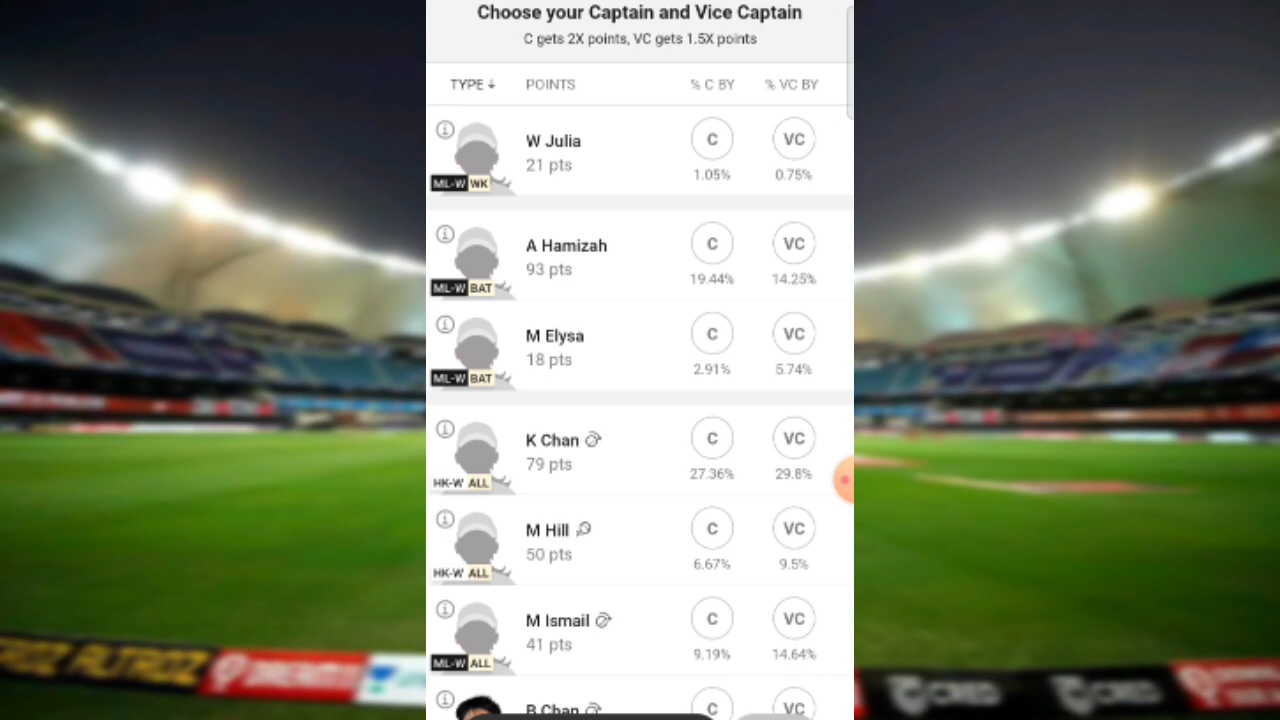 Choose your Captain and Vice Captain
C gets 2X points, VC gets 1.5X points
TYPE ↓ POINTS % C BY % VC BY
W Julia C VC
21 pts 1.05% 0.75%
ML-W WK
A Hamizah C VC
93 pts 19.44% 14.25%
ML-W BAT
M Elysa C VC
18 pts 2.91% 5.74%
ML-W BAT
K Chan C VC
79 pts 27.36% 29.8%
HK-W ALL
M Hill C VC
50 pts 6.67% 9.5%
HK-W ALL
M Ismail C VC
41 pts 9.19% 14.64%
ML-W ALL
B Chan C VC
CRED CRED